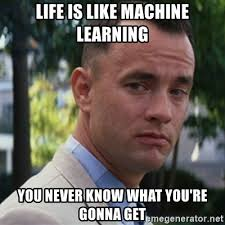 LIFE IS LIKE MACHINE
LEARNING
YOU NEVER KNOW WHAT YOU'RE
GONNA GET
memegenerator.net